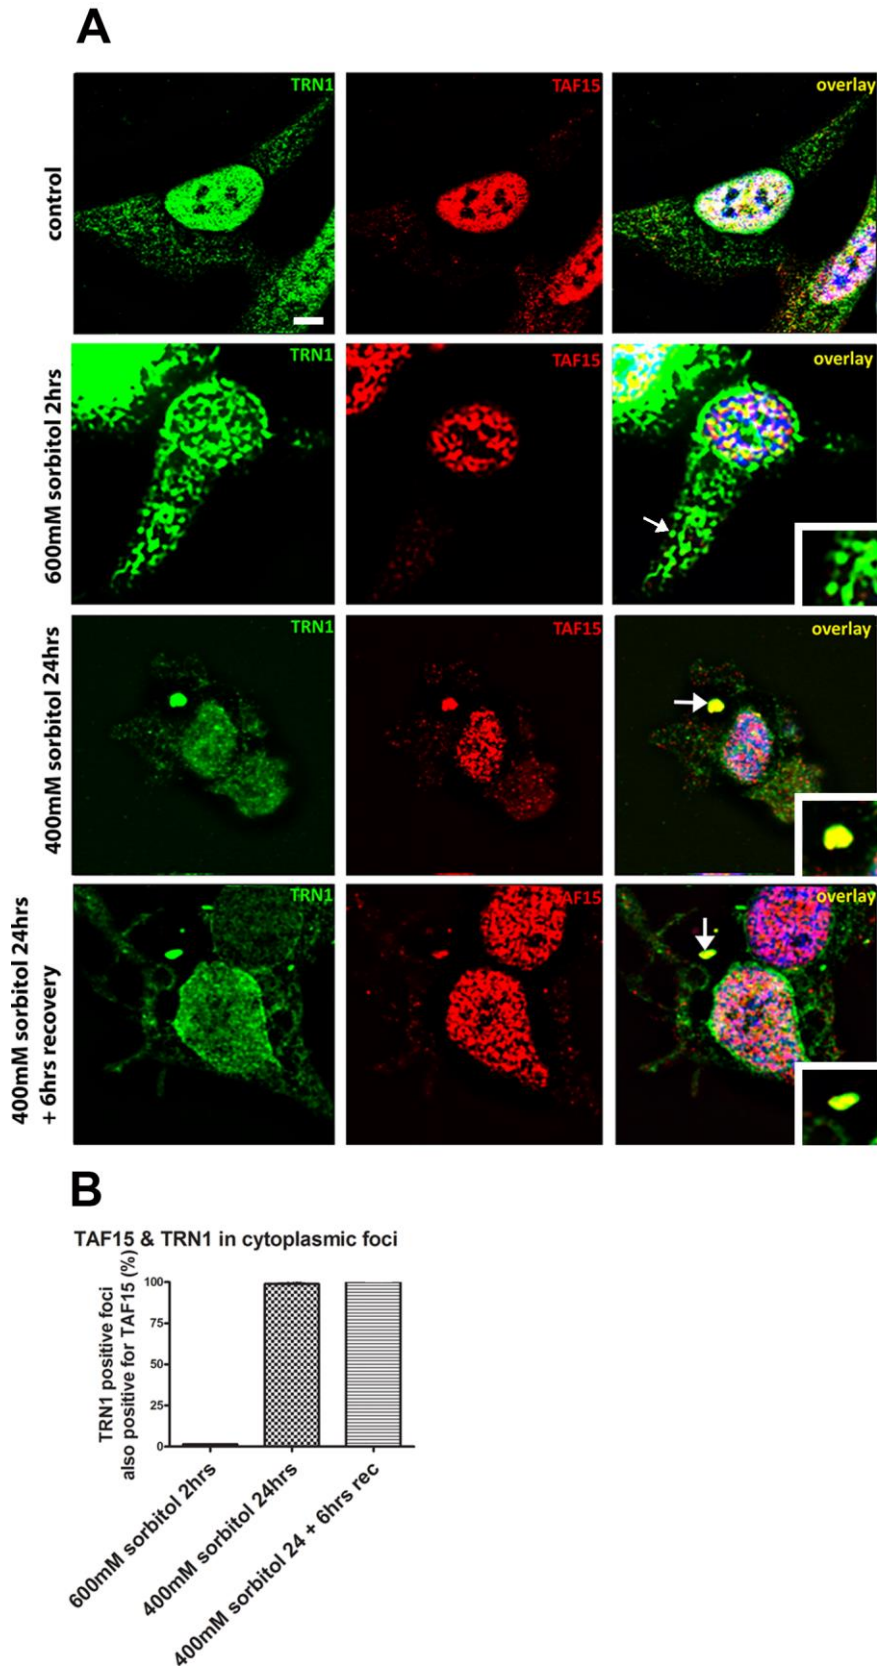 A
control
TRN1
TAF15
overlay
600mM sorbitol 2hrs
TRN1
TAF15
overlay
400mM sorbitol 24hrs
TRN1
TAF15
overlay
400mM sorbitol 24hrs
+ 6hrs recovery
TRN1
TAF15
overlay
B
TAF15 & TRN1 in cytoplasmic foci
TRN1 positive foci
also positive for TAF15 (%)
100
75
50
25
0
600mM sorbitol 2hrs
400mM sorbitol 24hrs
400mM sorbitol 24 + 6hrs rec